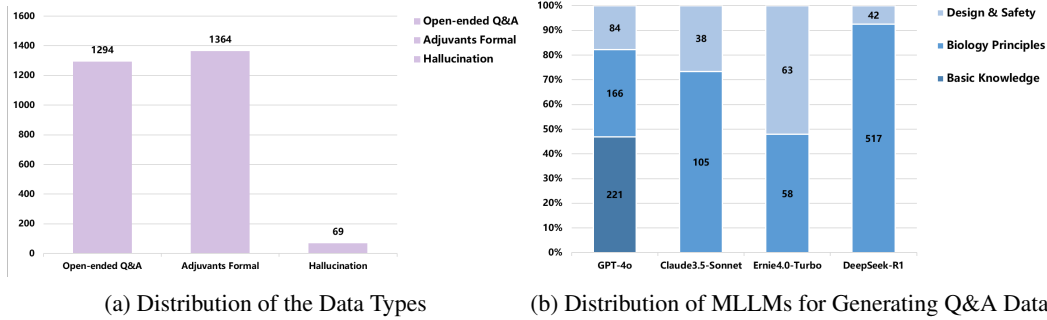 1600
1400
1200
1000
800
600
400
200
0
1294
1364
69
Open-ended Q&A
Adjuvants Formal
Hallucination
Open-ended Q&A
Adjuvants Formal
Hallucination
(a) Distribution of the Data Types
100%
90%
80%
70%
60%
50%
40%
30%
20%
10%
0%
84
166
221
38
105
63
58
42
517
GPT-4o
Claude3.5-Sonnet
Ernie4.0-Turbo
DeepSeek-R1
Design & Safety
Biology Principles
Basic Knowledge
(b) Distribution of MLLMs for Generating Q&A Data